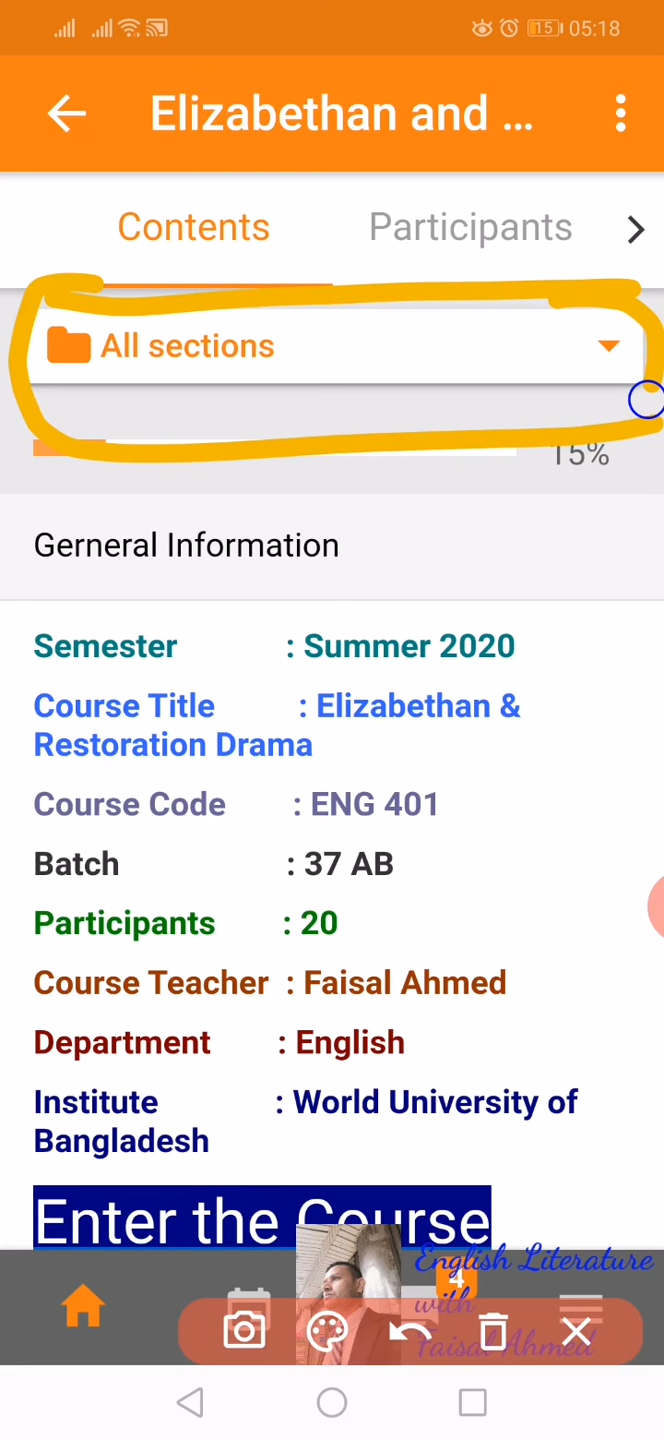 15 05:18
Elizabethan and ...
Contents Participants
All sections
15%
Gerneral Information
Semester : Summer 2020
Course Title : Elizabethan &
Restoration Drama
Course Code : ENG 401
Batch : 37 AB
Participants : 20
Course Teacher : Faisal Ahmed
Department : English
Institute : World University of
Bangladesh
Enter the Course
English Literature
4
with
Faisal Ahmed